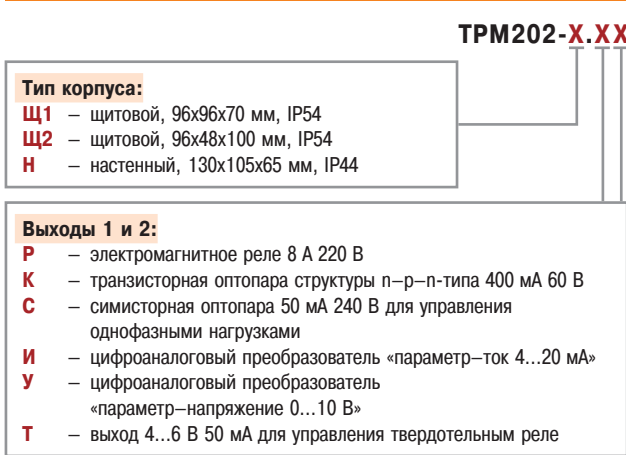 ТРМ202-Х.ХХ
Тип корпуса:
Щ1 – щитовой, 96х96х70 мм, IP54
Щ2 – щитовой, 96х48х100 мм, IP54
Н – настенный, 130х105х65 мм, IP44
Выходы 1 и 2:
Р – электромагнитное реле 8 А 220 В
К – транзисторная оптопара структуры n–p–n-типа 400 мА 60 В
С – симисторная оптопара 50 мА 240 В для управления
однофазными нагрузками
И – цифроаналоговый преобразователь «параметр–ток 4...20 мА»
У – цифроаналоговый преобразователь
«параметр–напряжение 0...10 В»
Т – выход 4...6 В 50 мА для управления твердотельным реле